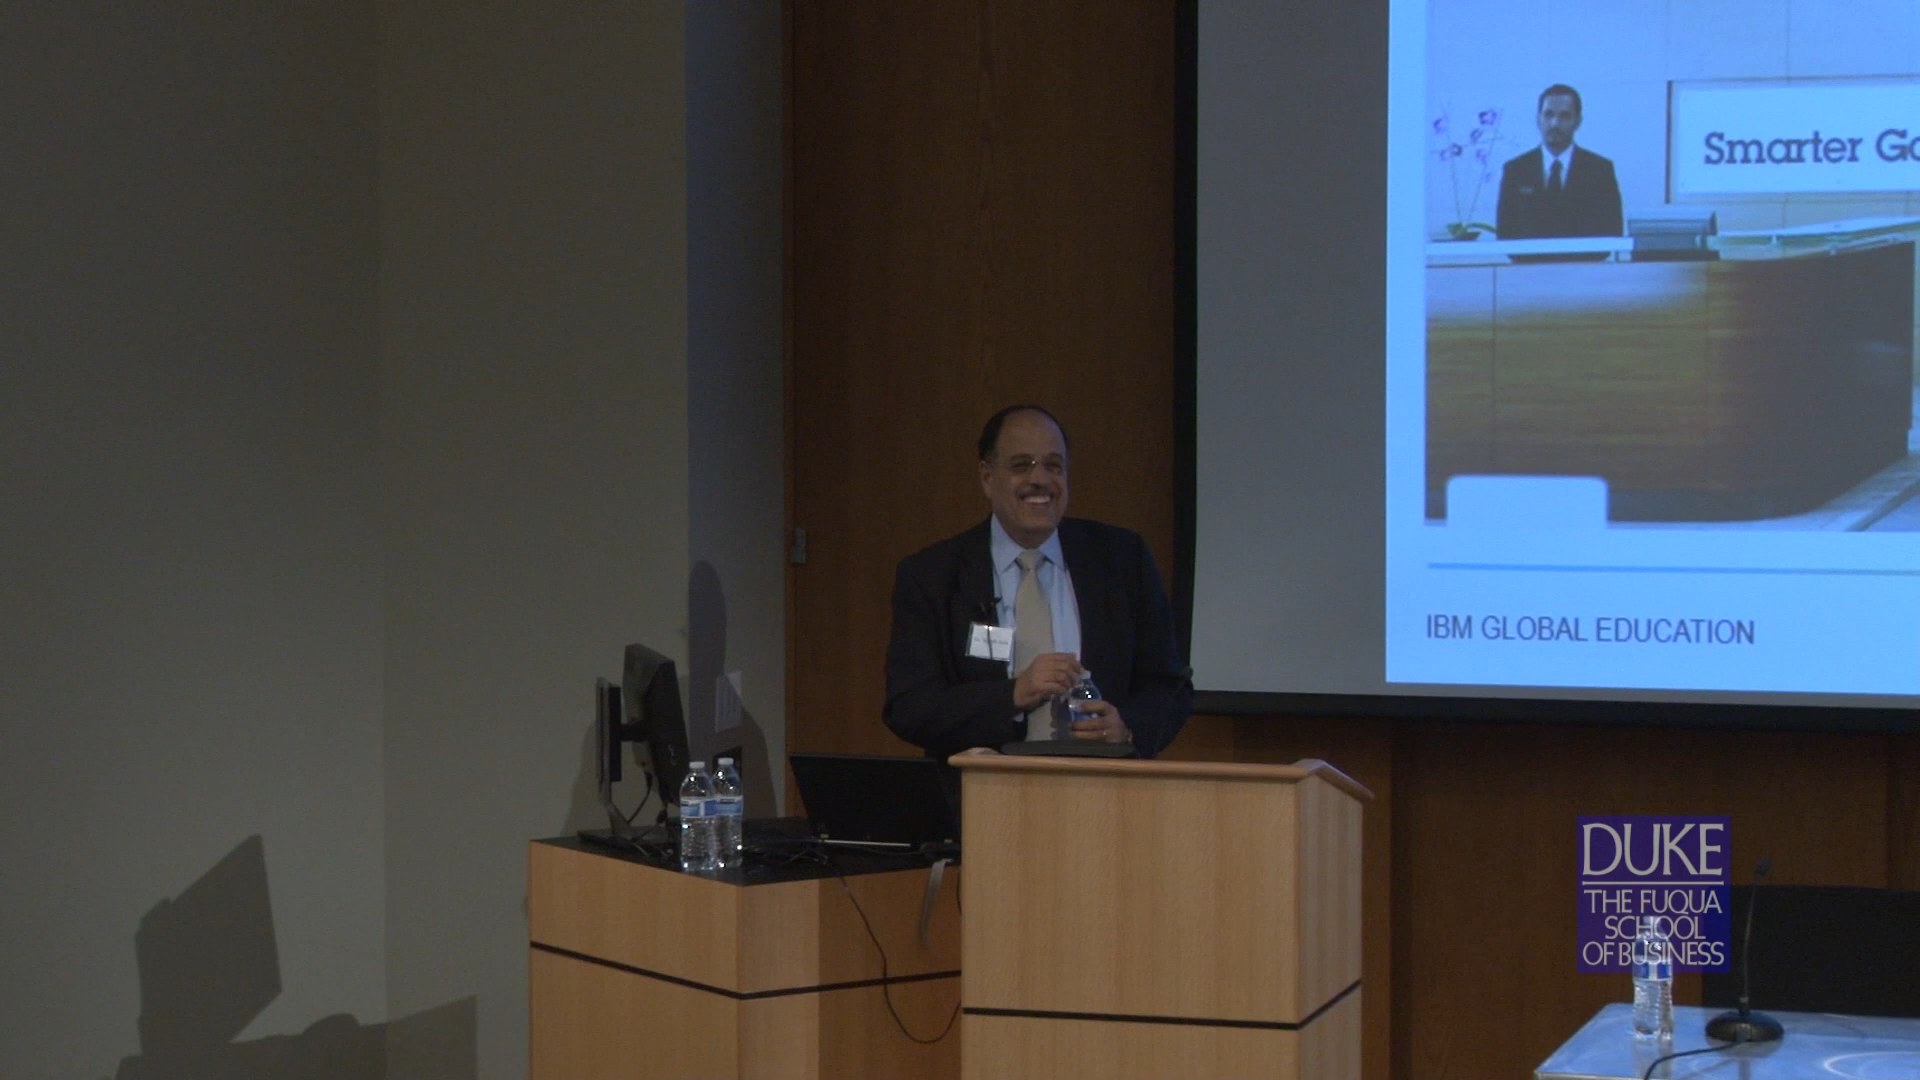 Smarter Go
IBM GLOBAL EDUCATION
DUKE
THE FUQUA
SCHOOL
OF BUSINESS